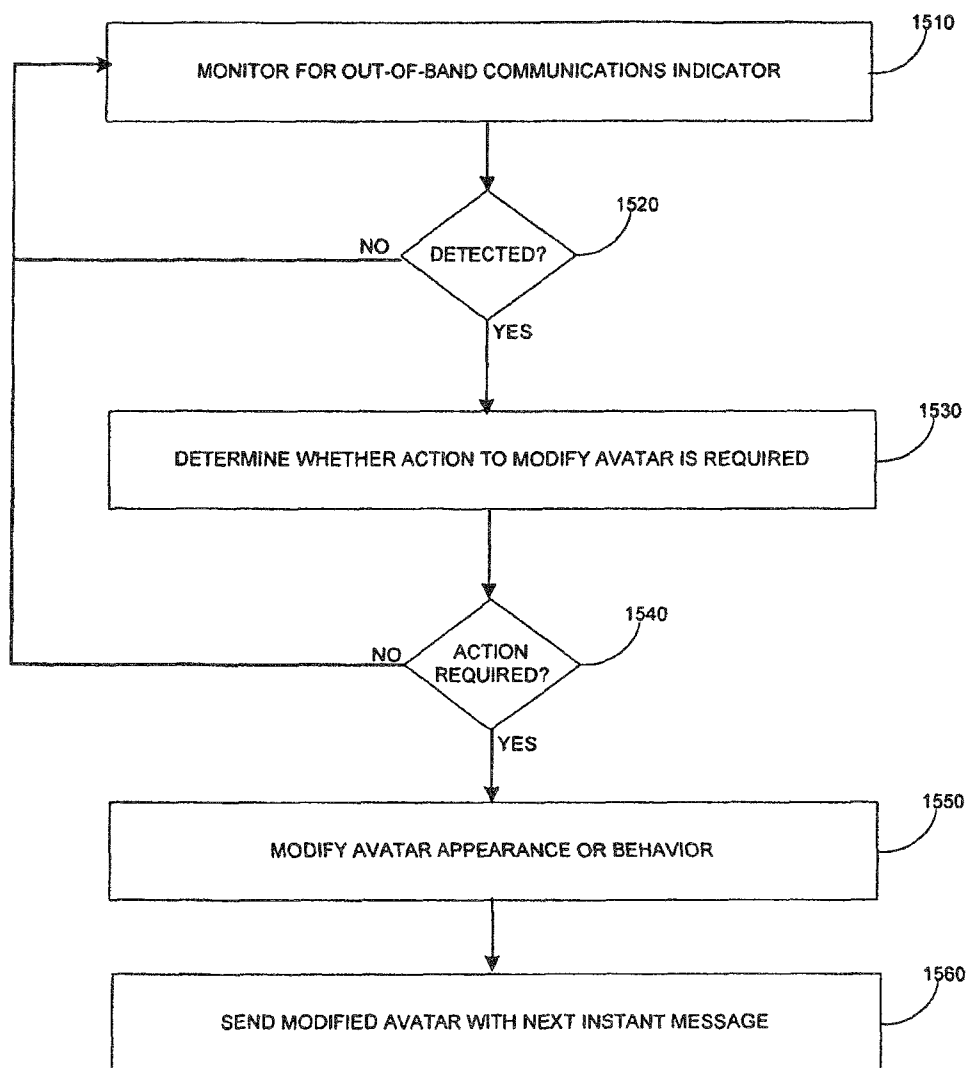 1510
MONITOR FOR OUT-OF-BAND COMMUNICATIONS INDICATOR
1520
NO
DETECTED?
YES
1530
DETERMINE WHETHER ACTION TO MODIFY AVATAR IS REQUIRED
1540
NO
ACTION
REQUIRED?
YES
1550
MODIFY AVATAR APPEARANCE OR BEHAVIOR
1560
SEND MODIFIED AVATAR WITH NEXT INSTANT MESSAGE